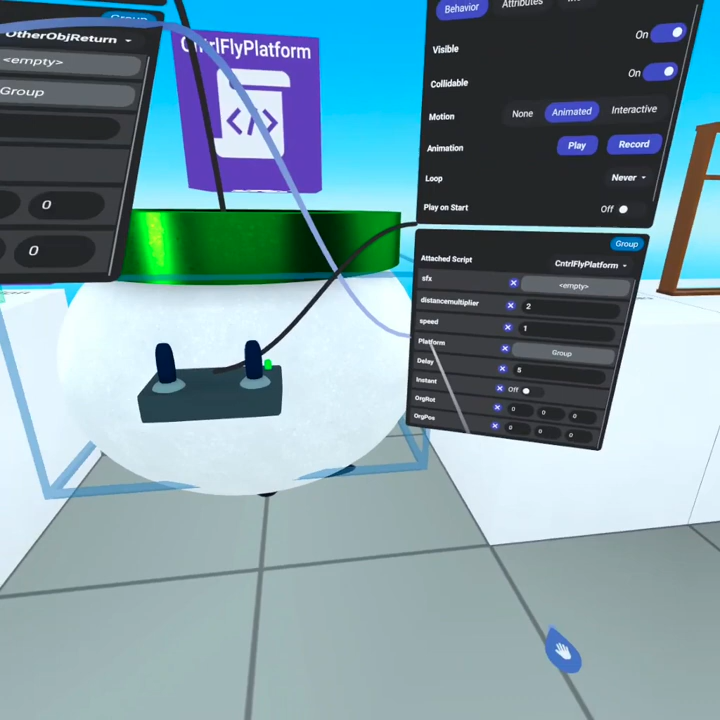 Group
OtherObjReturn
<empty>
Group
0
0
CntrlFlyPlatform
</>
Behavior
Attributes
Visible
On
Collidable
On
Motion
None
Animated
Interactive
Animation
Play
Record
Loop
Never
Play on Start
Off
Group
Attached Script
CntrlFlyPlatform
sfx
<empty>
distancemultiplier
2
speed
1
Platform
Group
Delay
5
Instant
Off
OrgRot
0 0 0
OrgPos
0 0 0